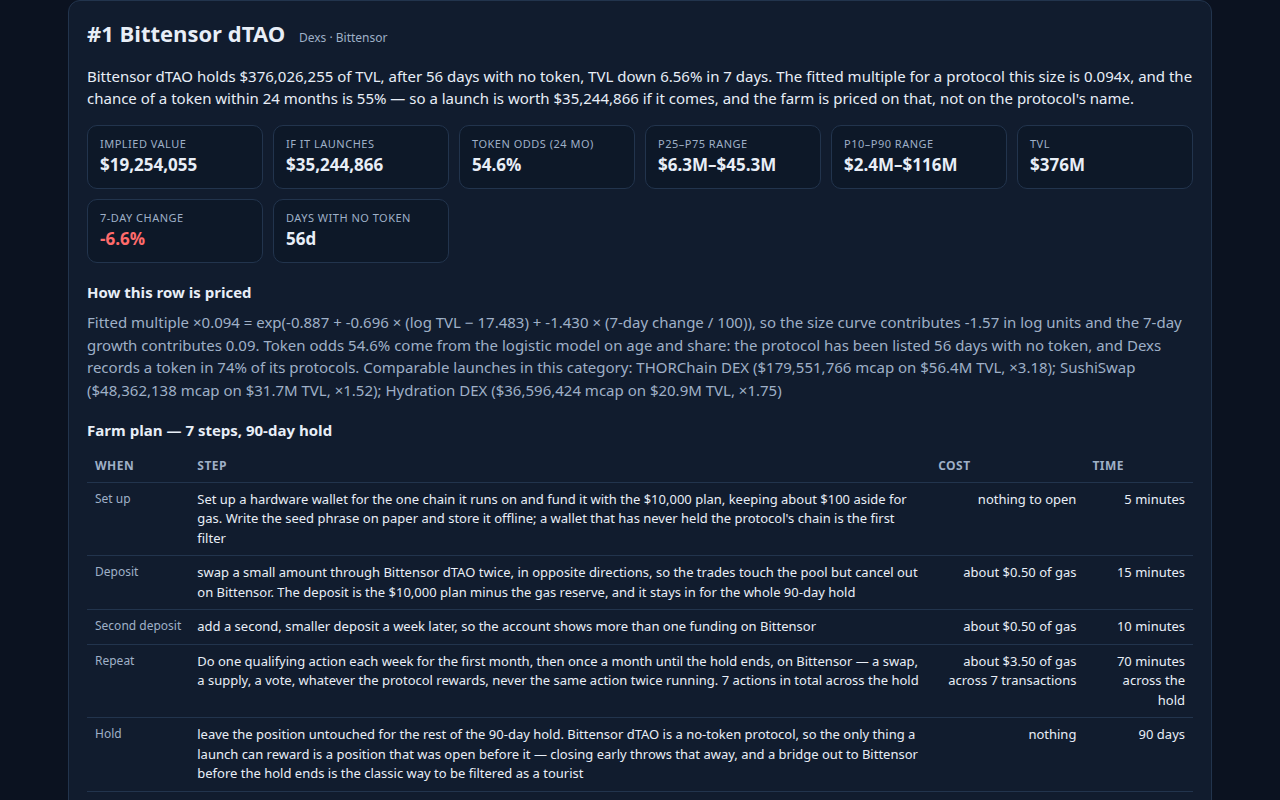 #1 Bittensor dTAO Dexs · Bittensor
Bittensor dTAO holds $376,026,255 of TVL, after 56 days with no token, TVL down 6.56% in 7 days. The fitted multiple for a protocol this size is 0.094x, and the
chance of a token within 24 months is 55% — so a launch is worth $35,244,866 if it comes, and the farm is priced on that, not on the protocol's name.
IMPLIED VALUE
$19,254,055
IF IT LAUNCHES
$35,244,866
TOKEN ODDS (24 MO)
54.6%
P25–P75 RANGE
$6.3M–$45.3M
P10–P90 RANGE
$2.4M–$116M
TVL
$376M
7-DAY CHANGE
-6.6%
DAYS WITH NO TOKEN
56d
How this row is priced
Fitted multiple ×0.094 = exp(-0.887 + -0.696 × (log TVL − 17.483) + -1.430 × (7-day change / 100)), so the size curve contributes -1.57 in log units and the 7-day
growth contributes 0.09. Token odds 54.6% come from the logistic model on age and share: the protocol has been listed 56 days with no token, and Dexs
records a token in 74% of its protocols. Comparable launches in this category: THORChain DEX ($179,551,766 mcap on $56.4M TVL, ×3.18); SushiSwap
($48,362,138 mcap on $31.7M TVL, ×1.52); Hydration DEX ($36,596,424 mcap on $20.9M TVL, ×1.75)
Farm plan — 7 steps, 90-day hold
WHEN STEP COST TIME
Set up Set up a hardware wallet for the one chain it runs on and fund it with the $10,000 plan, keeping about $100 aside for nothing to open 5 minutes
gas. Write the seed phrase on paper and store it offline; a wallet that has never held the protocol's chain is the first
filter
Deposit swap a small amount through Bittensor dTAO twice, in opposite directions, so the trades touch the pool but cancel out about $0.50 of gas 15 minutes
on Bittensor. The deposit is the $10,000 plan minus the gas reserve, and it stays in for the whole 90-day hold
Second deposit add a second, smaller deposit a week later, so the account shows more than one funding on Bittensor about $0.50 of gas 10 minutes
Repeat Do one qualifying action each week for the first month, then once a month until the hold ends, on Bittensor — a swap, about $3.50 of gas 70 minutes
a supply, a vote, whatever the protocol rewards, never the same action twice running. 7 actions in total across the hold across 7 transactions across the
hold
Hold leave the position untouched for the rest of the 90-day hold. Bittensor dTAO is a no-token protocol, so the only thing a nothing 90 days
launch can reward is a position that was open before it — closing early throws that away, and a bridge out to Bittensor
before the hold ends is the classic way to be filtered as a tourist